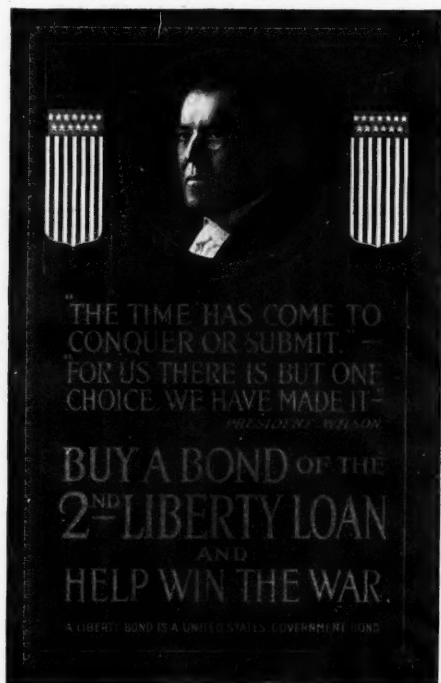 "THE TIME HAS COME TO
CONQUER OR SUBMIT." —
"FOR US THERE IS BUT ONE
CHOICE. WE HAVE MADE IT"
PRESIDENT WILSON
BUY A BOND OF THE
2ND LIBERTY LOAN
AND
HELP WIN THE WAR.
A LIBERTY BOND IS A UNITED STATES GOVERNMENT BOND